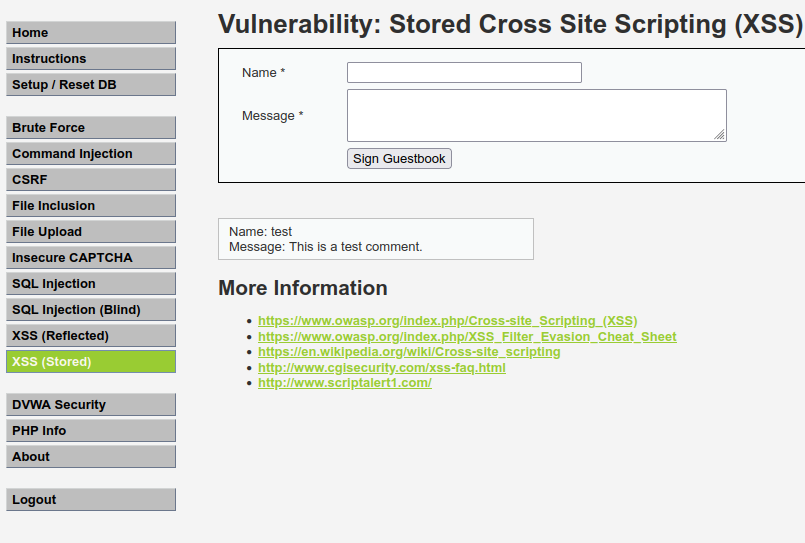 Home
Instructions
Setup / Reset DB
Brute Force
Command Injection
CSRF
File Inclusion
File Upload
Insecure CAPTCHA
SQL Injection
SQL Injection (Blind)
XSS (Reflected)
XSS (Stored)
DVWA Security
PHP Info
About
Logout
Vulnerability: Stored Cross Site Scripting (XSS)
Name *
Message *
Sign Guestbook
Name: test
Message: This is a test comment.
More Information
https://www.owasp.org/index.php/Cross-site_Scripting_(XSS)
https://www.owasp.org/index.php/XSS_Filter_Evasion_Cheat_Sheet
https://en.wikipedia.org/wiki/Cross-site_scripting
http://www.cgisecurity.com/xss-faq.html
http://www.scriptalert1.com/